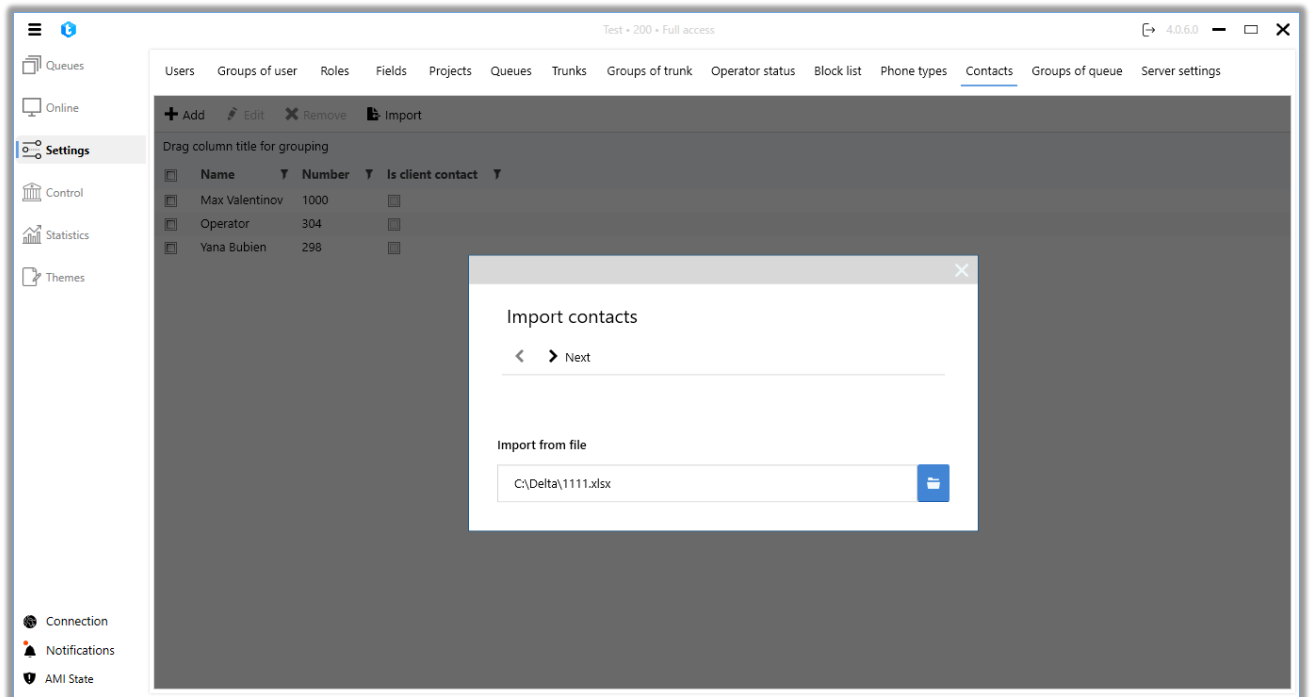 Test • 200 • Full access
4.0.6.0
Queues
Online
Settings
Control
Statistics
Themes
Connection
Notifications
AMI State
Users Groups of user Roles Fields Projects Queues Trunks Groups of trunk Operator status Block list Phone types Contacts Groups of queue Server settings
Add Edit Remove Import
Drag column title for grouping
Name Number Is client contact
Max Valentinov 1000
Operator 304
Yana Bubien 298
Import contacts
Next
Import from file
C:\Delta\1111.xlsx